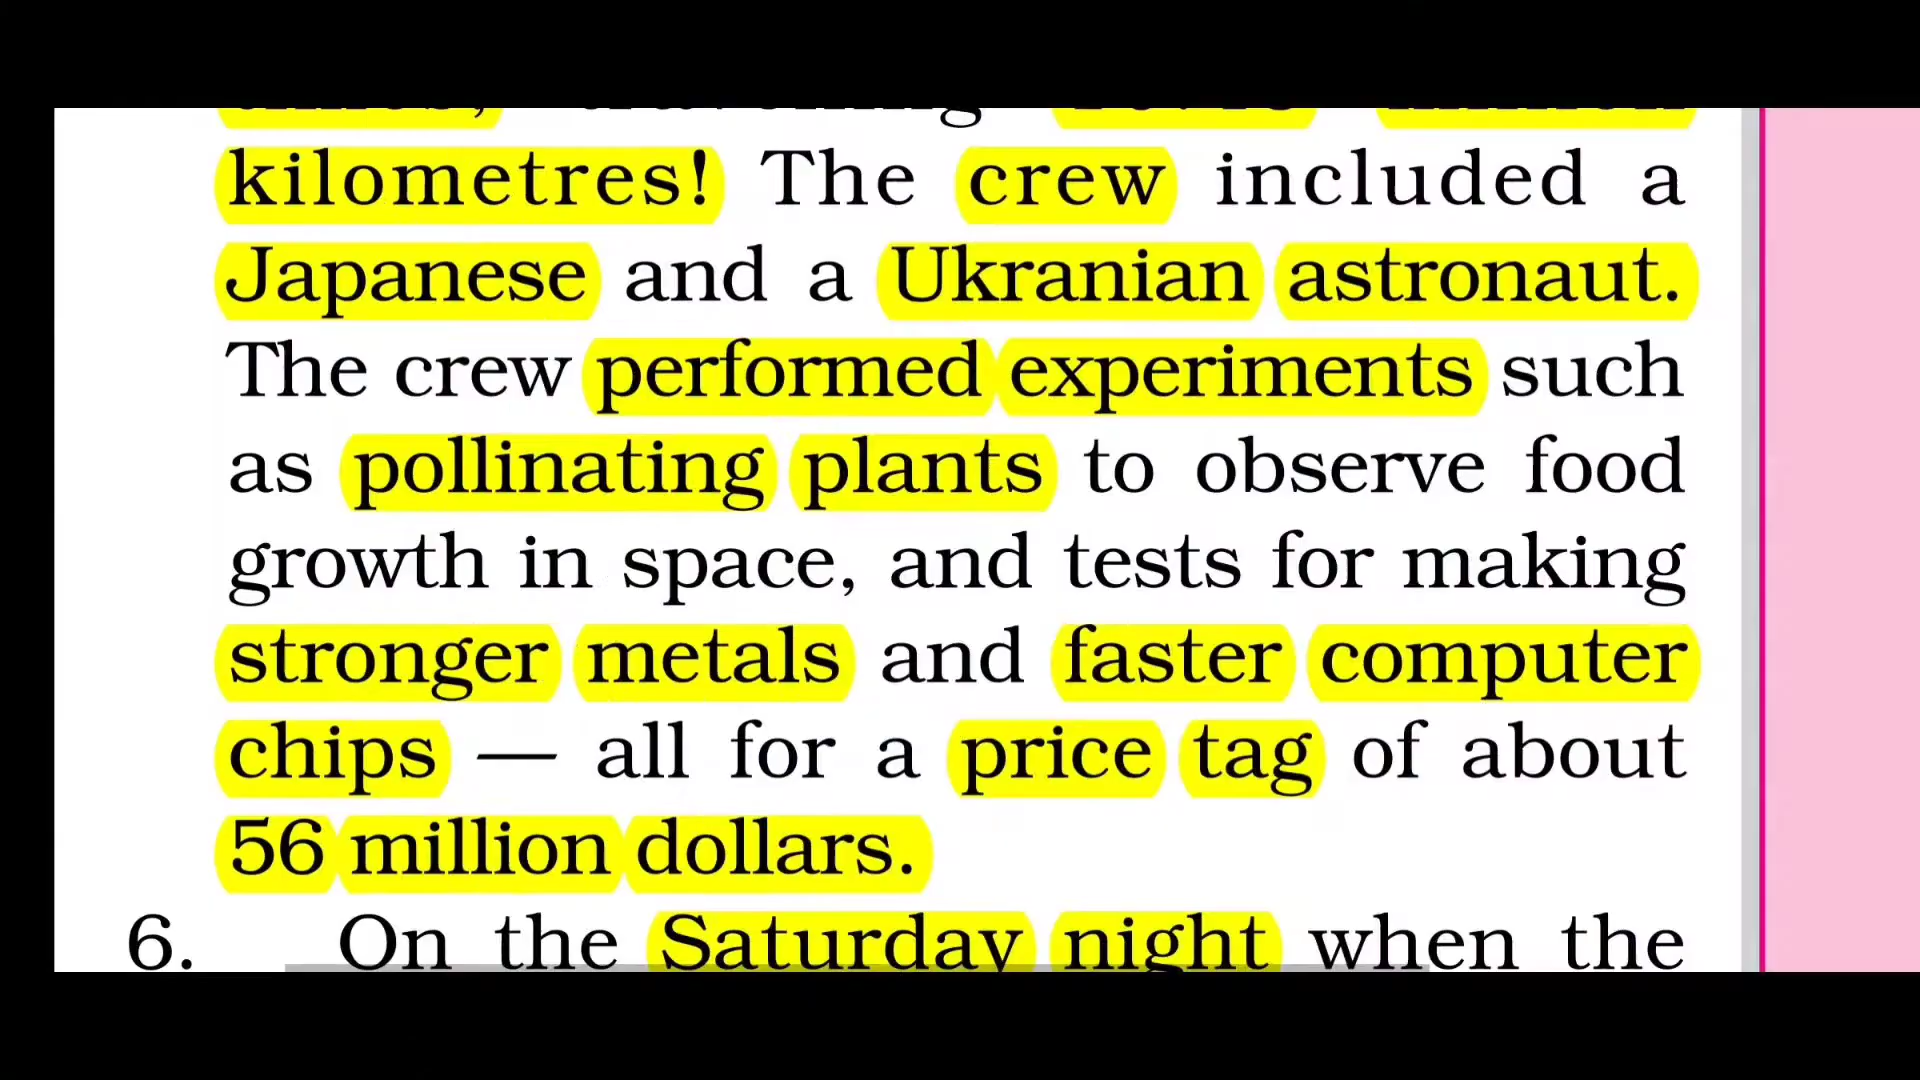 kilometres! The crew included a
Japanese and a Ukranian astronaut.
The crew performed experiments such
as pollinating plants to observe food
growth in space, and tests for making
stronger metals and faster computer
chips — all for a price tag of about
56 million dollars.
6. On the Saturday night when the